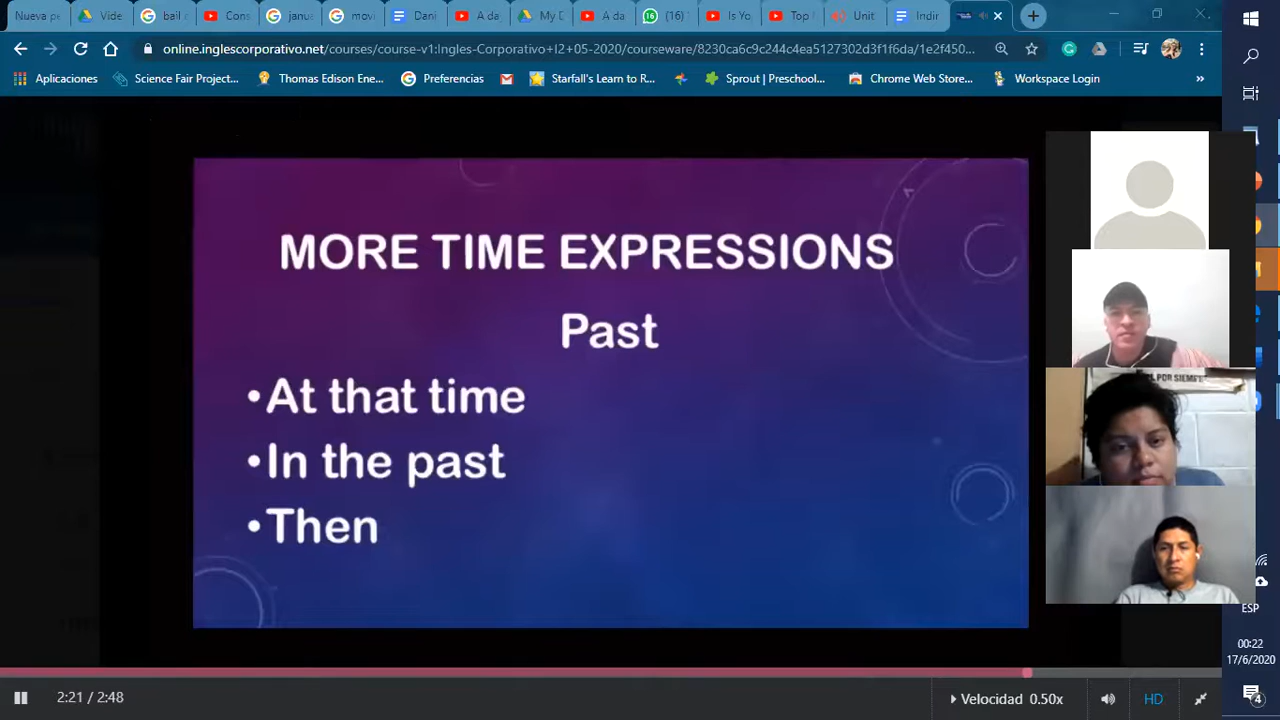 Nueva pe
Vide
bail c
Cons
janue
movi
Dani
A da
My D
A da
(16)
Is Yo
Top
Unit
Indir
online.inglescorporativo.net/courses/course-v1:Ingles-Corporativo+I2+05-2020/courseware/8230ca6c9c244c4ea5127302d3f1f6da/1e2f450...
Aplicaciones
Science Fair Project...
Thomas Edison Ene...
Preferencias
Starfall's Learn to R...
Sprout | Preschool...
Chrome Web Store...
Workspace Login
»
MORE TIME EXPRESSIONS
Past
•At that time
•In the past
•Then
ESP
00:22
17/6/2020
4
2:21 / 2:48
Velocidad 0.50x
HD